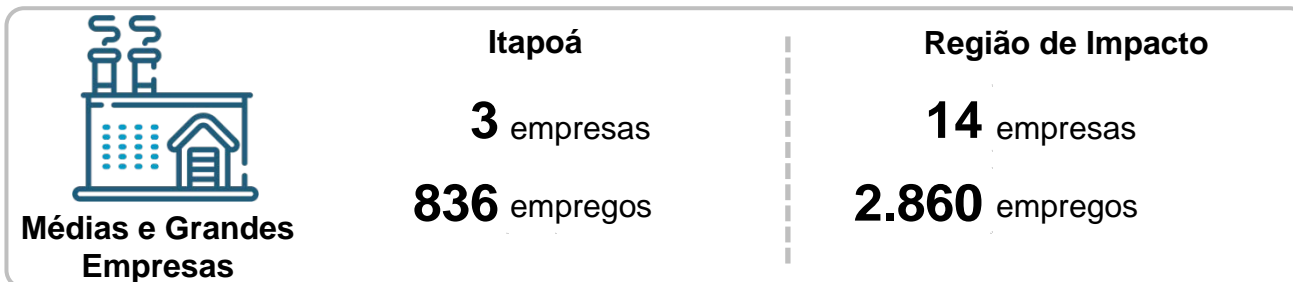 Itapoá
Região de Impacto
3 empresas
14 empresas
836 empregos
2.860 empregos
Médias e Grandes
Empresas